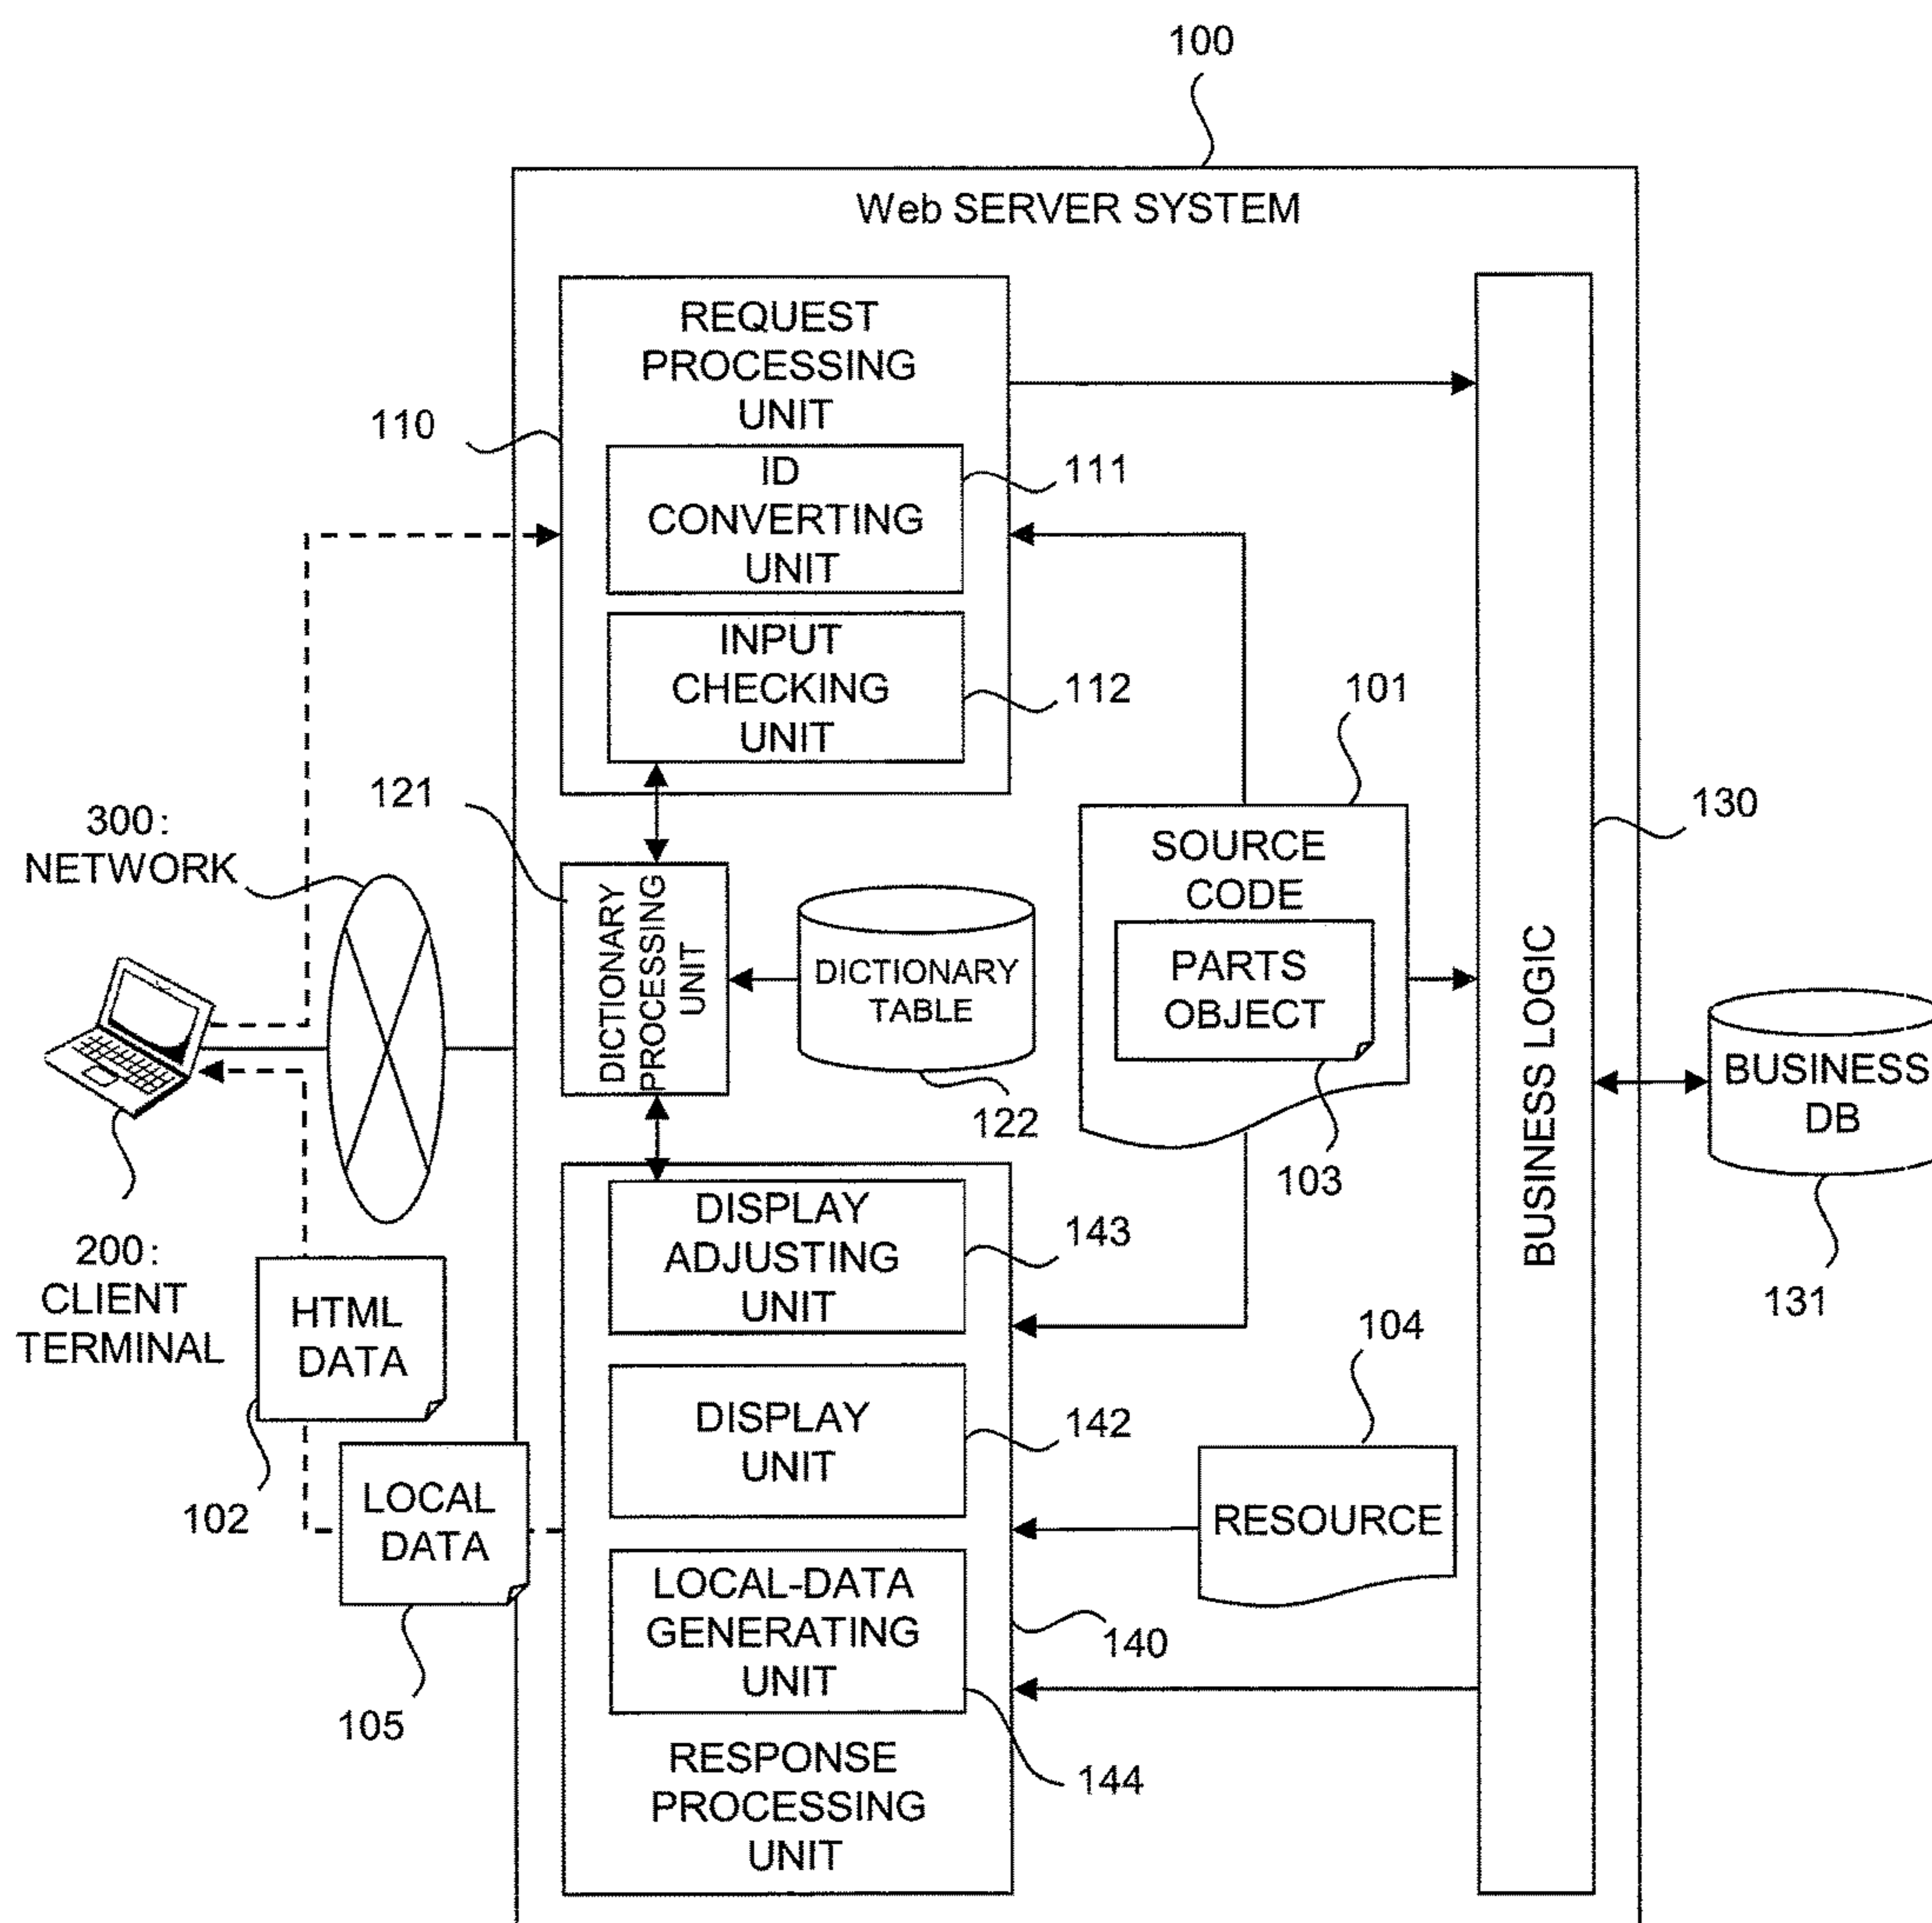 100
Web SERVER SYSTEM
REQUEST
PROCESSING
UNIT
110
ID
CONVERTING
UNIT
111
INPUT
CHECKING
UNIT
112
101
121
130
300:
NETWORK
SOURCE
CODE
PARTS
OBJECT
DICTIONARY
PROCESSING
UNIT
DICTIONARY
TABLE
122
103
BUSINESS LOGIC
BUSINESS
DB
131
200:
CLIENT
TERMINAL
DISPLAY
ADJUSTING
UNIT
143
HTML
DATA
102
104
DISPLAY
UNIT
142
LOCAL
DATA
105
RESOURCE
LOCAL-DATA
GENERATING
UNIT
140
144
RESPONSE
PROCESSING
UNIT